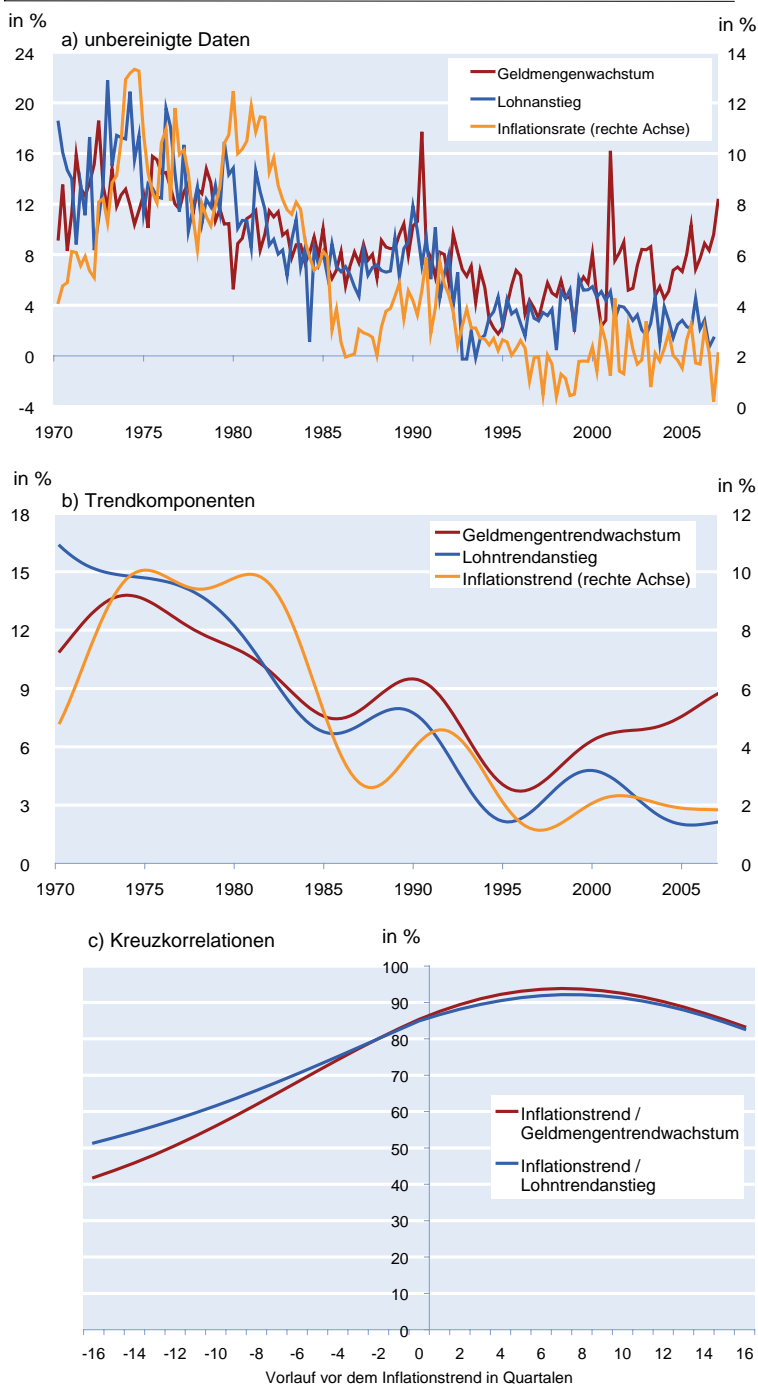 in %
in %
a) unbereinigte Daten
24
20
16
12
8
4
0
-4
14
12
10
8
6
4
2
0
Geldmengenwachstum
Lohnanstieg
Inflationsrate (rechte Achse)
1970 1975 1980 1985 1990 1995 2000 2005
in %
in %
b) Trendkomponenten
18
15
12
9
6
3
0
12
10
8
6
4
2
0
Geldmengentrendwachstum
Lohntrendanstieg
Inflationstrend (rechte Achse)
1970 1975 1980 1985 1990 1995 2000 2005
c) Kreuzkorrelationen
in %
100
90
80
70
60
50
40
30
20
10
0
Inflationstrend /
Geldmengentrendwachstum
Inflationstrend /
Lohntrendanstieg
-16 -14 -12 -10 -8 -6 -4 -2 0 2 4 6 8 10 12 14 16
Vorlauf vor dem Inflationstrend in Quartalen